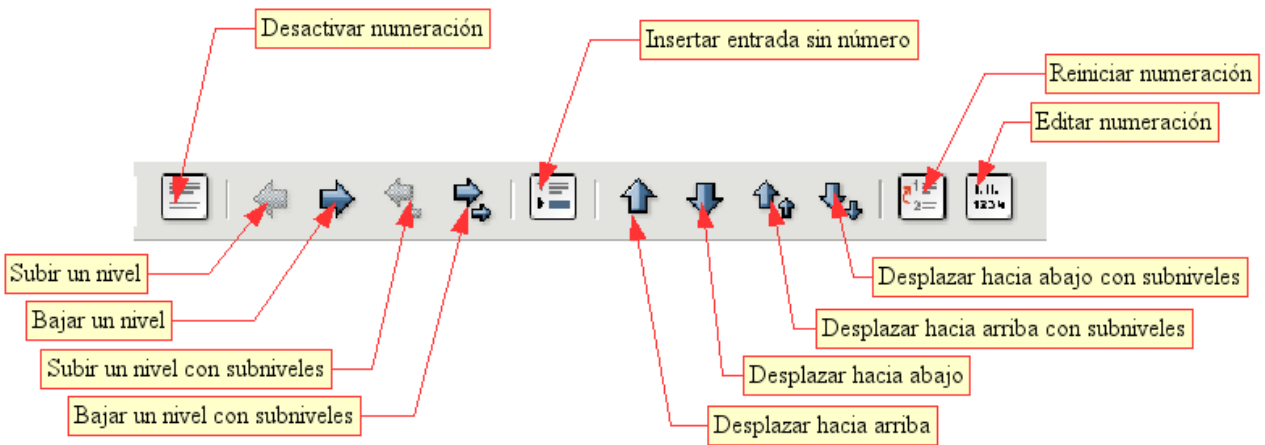 Desactivar numeración
Insertar entrada sin número
Reiniciar numeración
Editar numeración
Subir un nivel
Bajar un nivel
Subir un nivel con subniveles
Bajar un nivel con subniveles
Desplazar hacia abajo con subniveles
Desplazar hacia arriba con subniveles
Desplazar hacia abajo
Desplazar hacia arriba